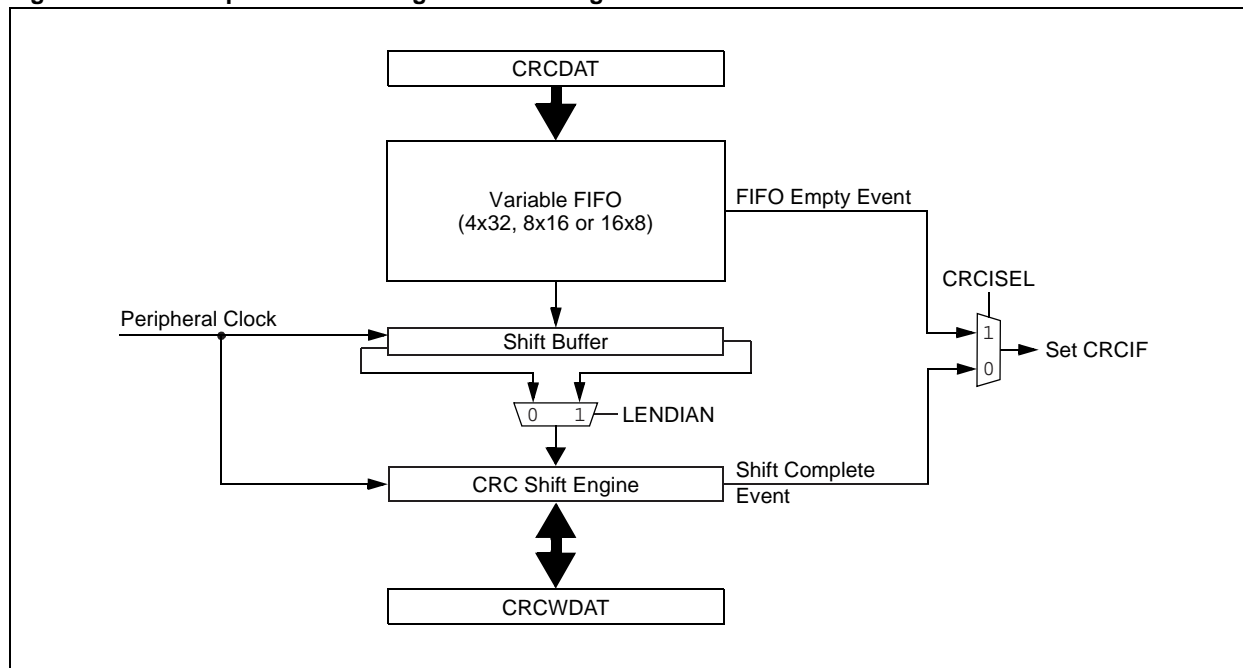 CRCDAT
Variable FIFO
(4x32, 8x16 or 16x8)
FIFO Empty Event
CRCISEL
Peripheral Clock
Shift Buffer
1
Set CRCIF
0
0 1
LENDIAN
CRC Shift Engine
Shift Complete
Event
CRCWDAT